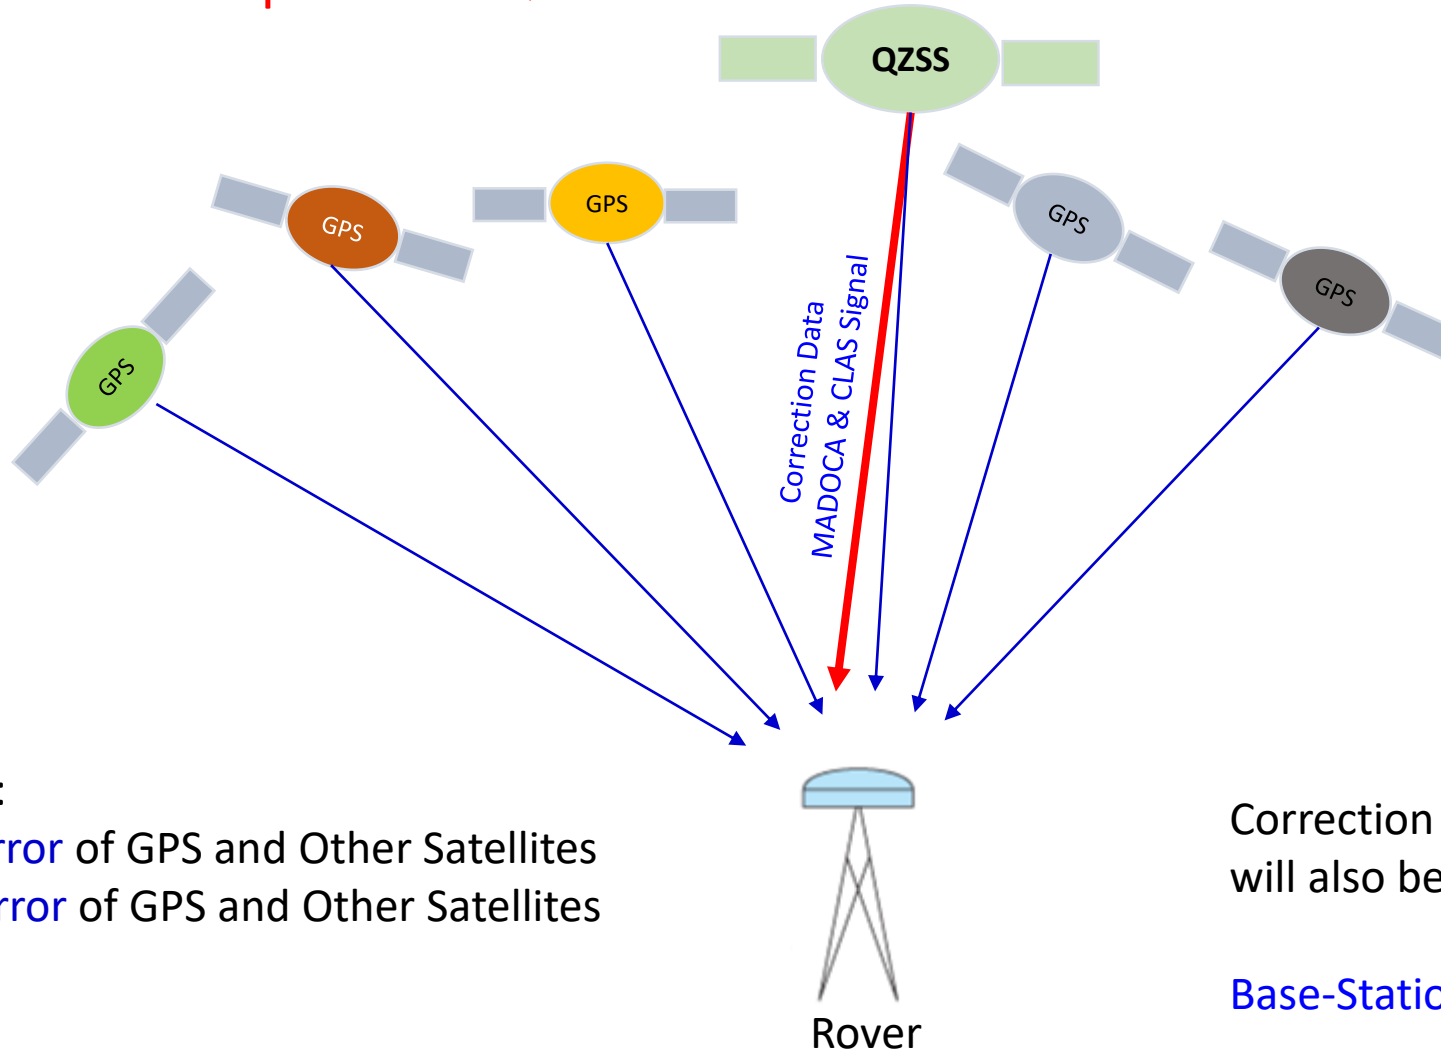 QZSS
GPS
GPS
GPS
GPS
GPS
Correction Data
MADOCA & CLAS Signal
:
rror of GPS and Other Satellites
rror of GPS and Other Satellites
Correction
will also be
Base-Statio
Rover